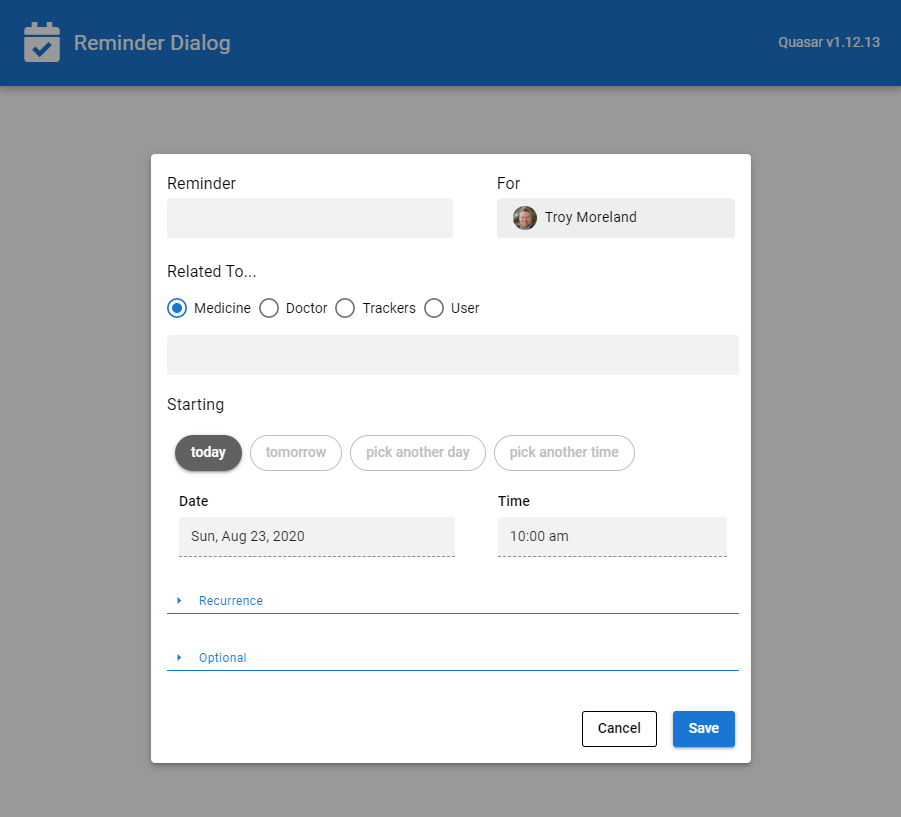 Reminder Dialog
Quasar v1.12.13
Reminder
For
Troy Moreland
Related To...
Medicine Doctor Trackers User
Starting
today tomorrow pick another day pick another time
Date
Time
Sun, Aug 23, 2020
10:00 am
Recurrence
Optional
Cancel Save